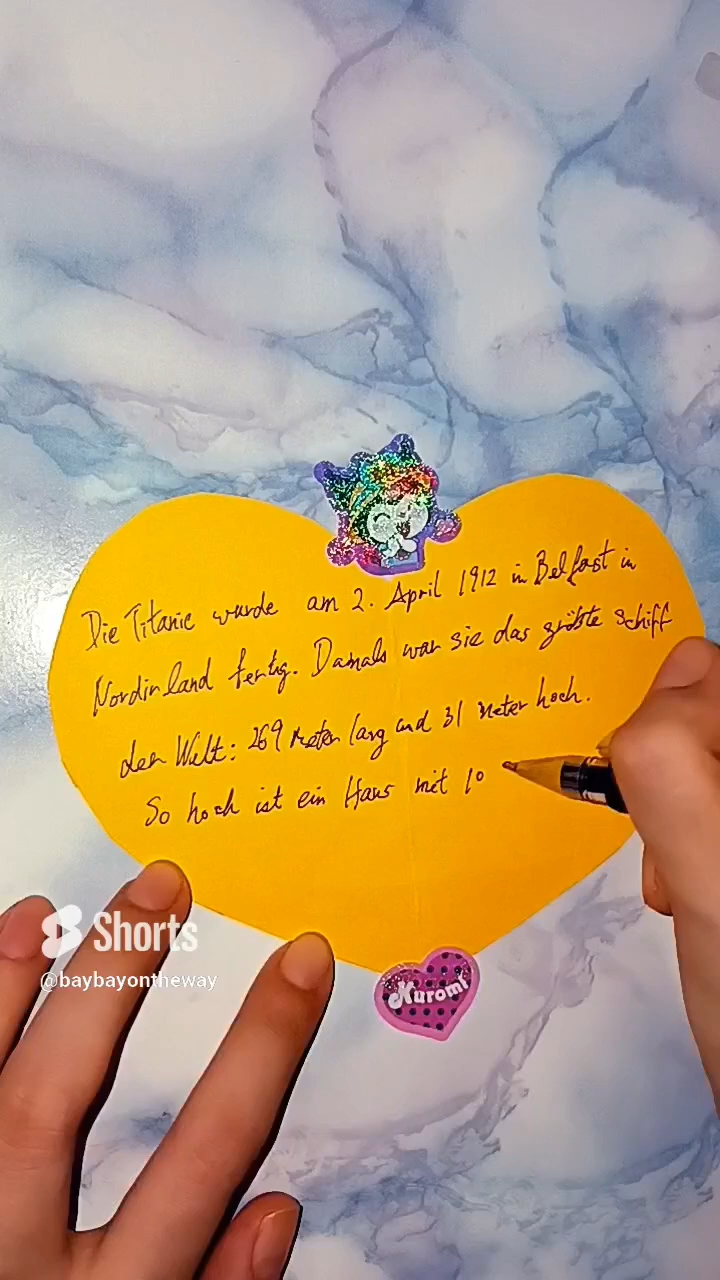 Die Titanic wurde am 2. April 1912 in Belfast in
Nordirland fertig. Damals war sie das größte Schiff
der Welt: 269 Meter lang und 31 Meter hoch.
So hoch ist ein Haus mit 10
Kuromi
Shorts
@baybayontheway